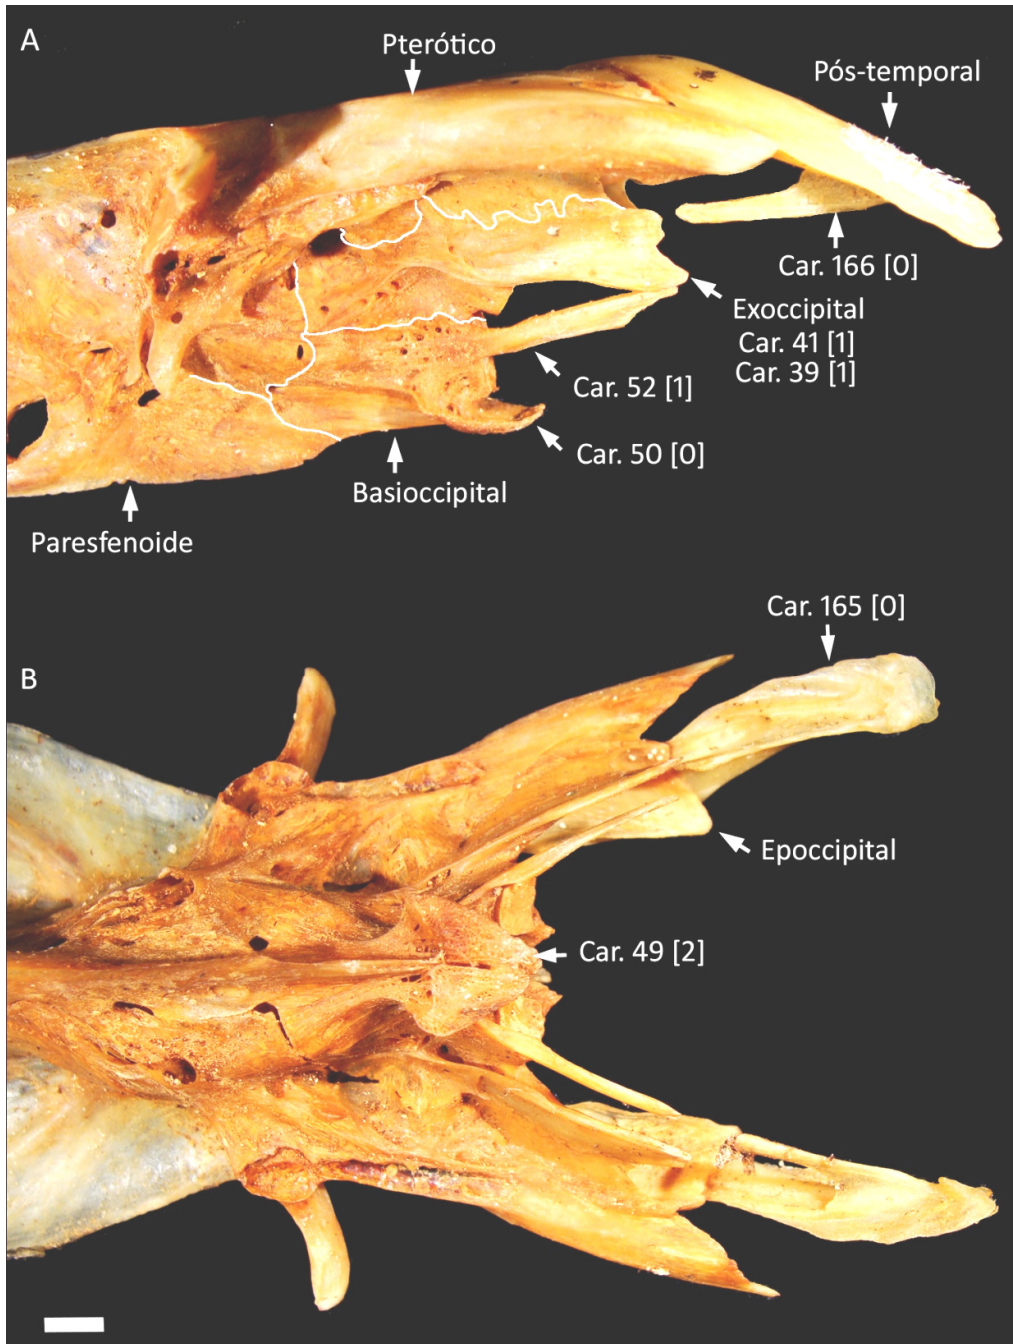 A
Pterótico
Pós-temporal
Car. 166 [0]
Exoccipital
Car. 41 [1]
Car. 39 [1]
Car. 52 [1]
Car. 50 [0]
Basioccipital
Paresfenoide
Car. 165 [0]
B
Epoccipital
Car. 49 [2]